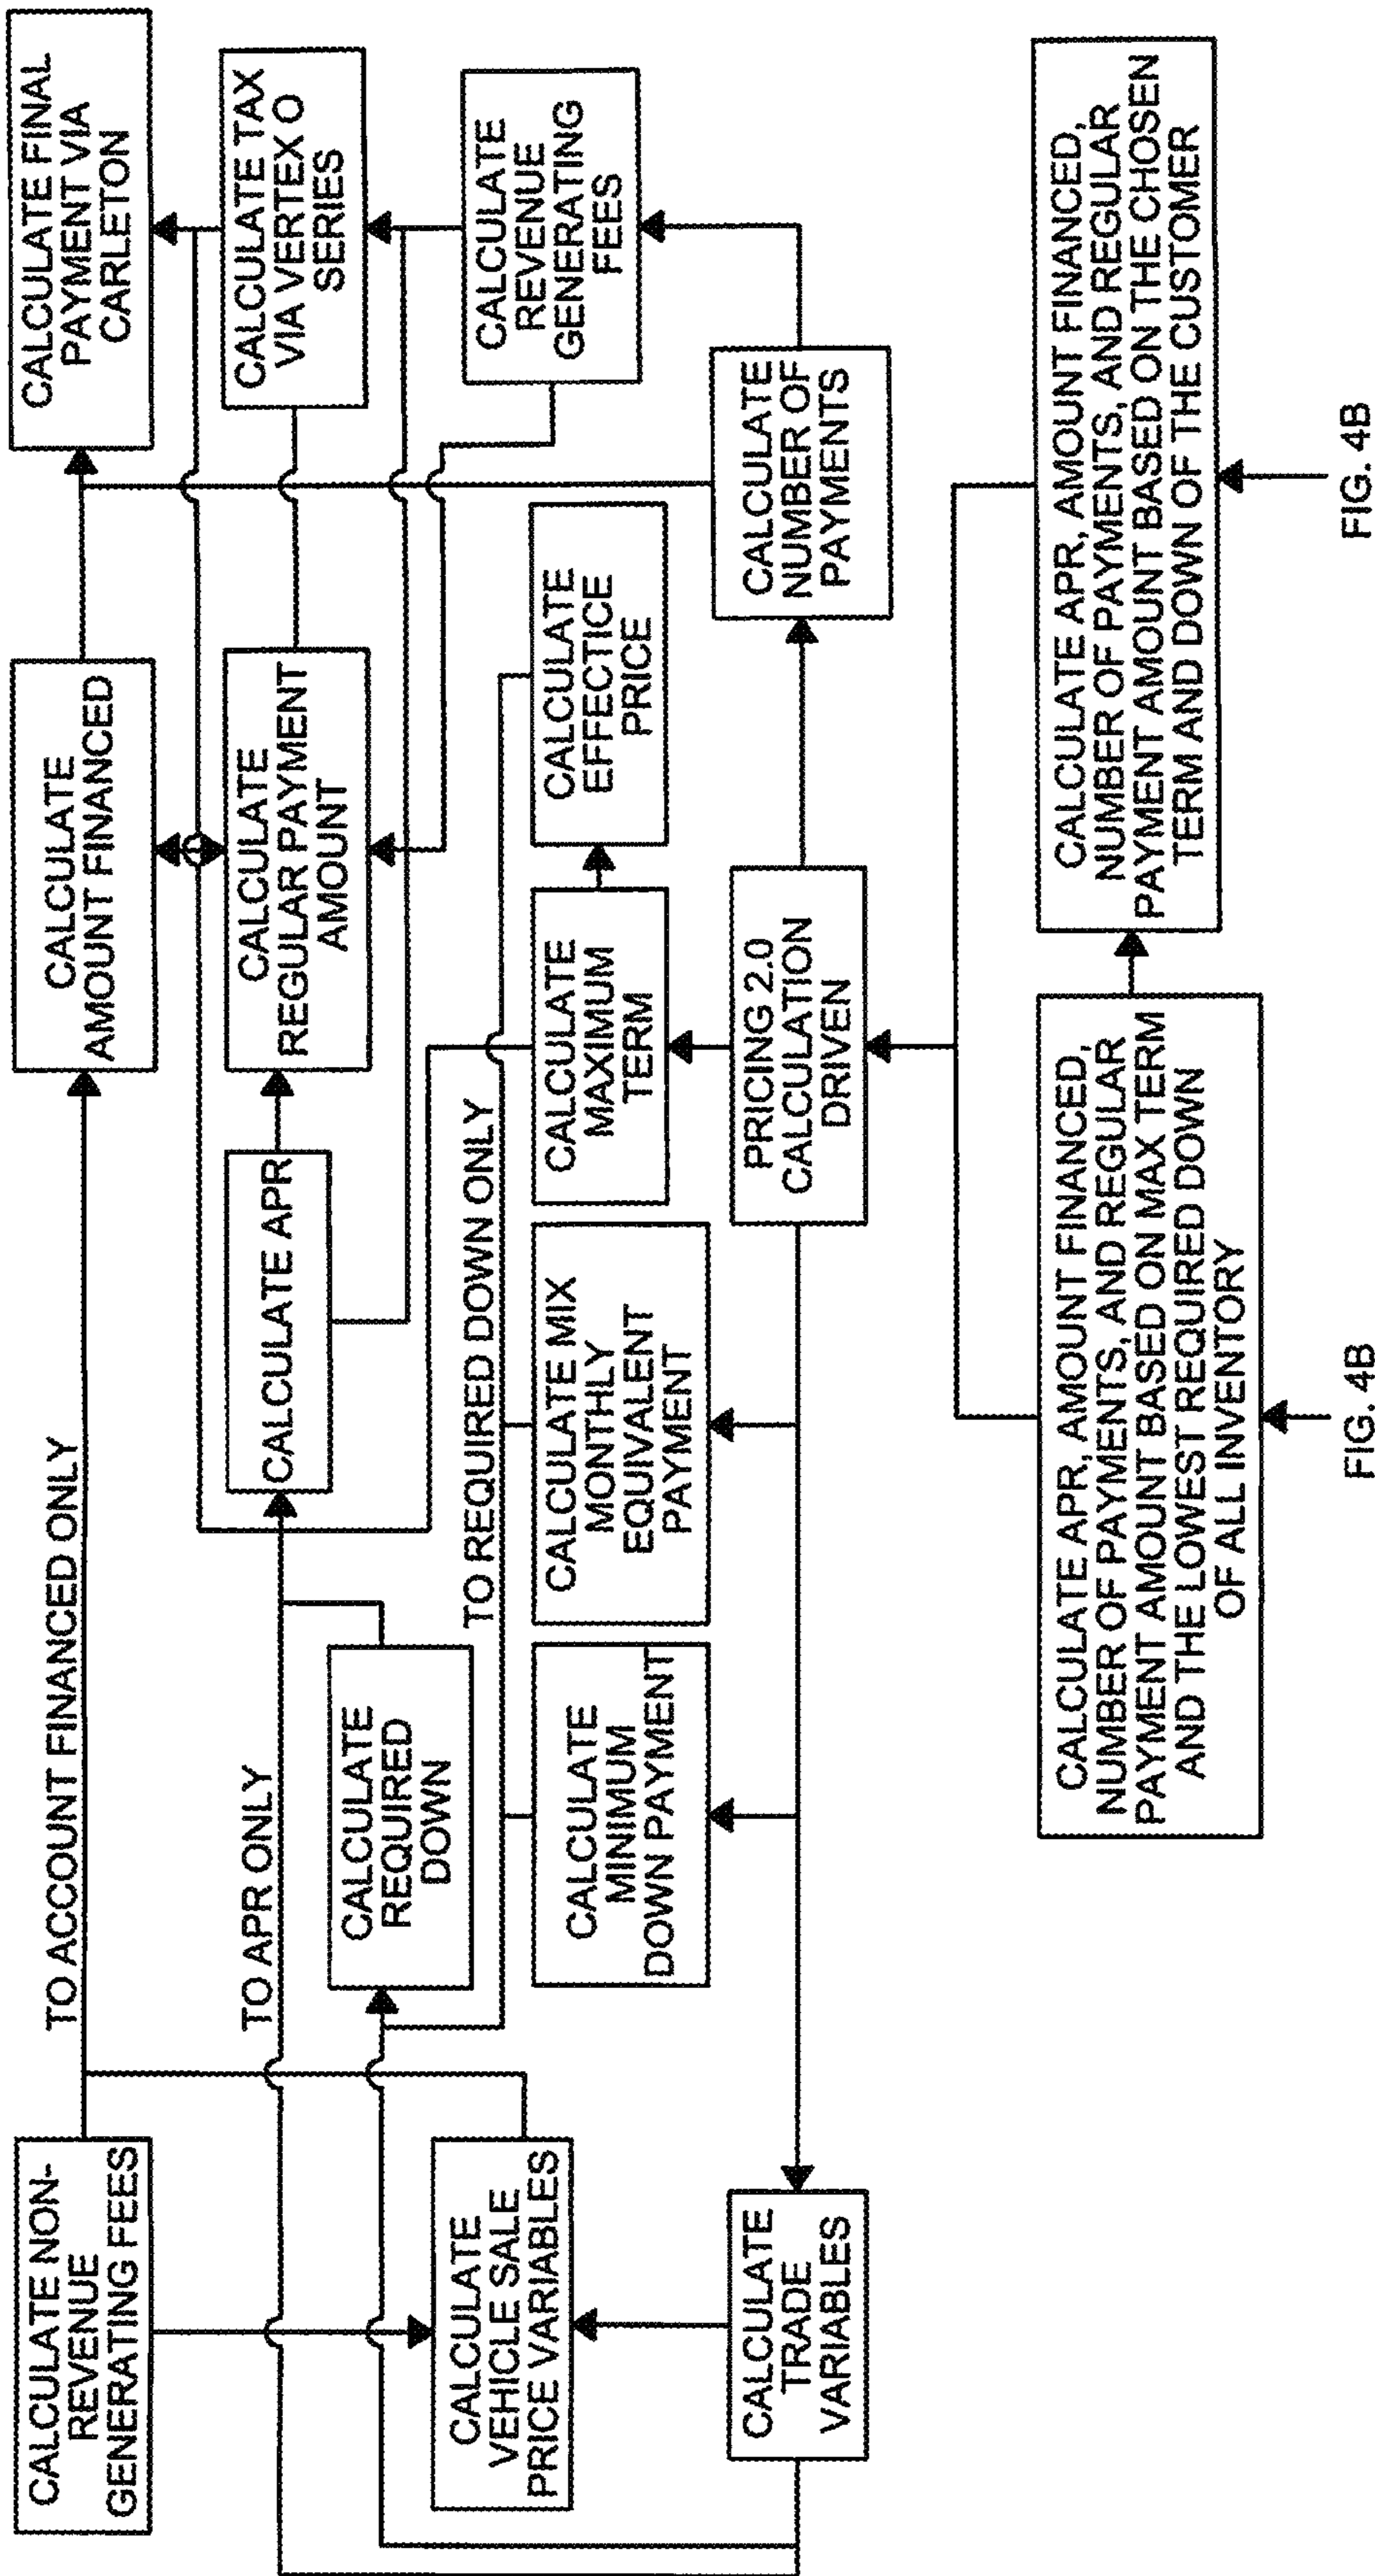 CALCULATE NON-
REVENUE
GENERATING FEES
TO ACCOUNT FINANCED ONLY
CALCULATE
AMOUNT FINANCED
CALCULATE FINAL
PAYMENT VIA
CARLETON
TO APR ONLY
CALCULATE APR
CALCULATE
REGULAR PAYMENT
AMOUNT
CALCULATE TAX
VIA VERTEX O
SERIES
CALCULATE
REQUIRED
DOWN
CALCULATE
VEHICLE SALE
PRICE VARIABLES
TO REQUIRED DOWN ONLY
CALCULATE
REVENUE
GENERATING
FEES
CALCULATE
MINIMUM
DOWN PAYMENT
CALCULATE MIX
MONTHLY
EQUIVALENT
PAYMENT
CALCULATE
MAXIMUM
TERM
CALCULATE
EFFECTICE
PRICE
CALCULATE
TRADE
VARIABLES
PRICING 2.0
CALCULATION
DRIVEN
CALCULATE
NUMBER OF
PAYMENTS
CALCULATE APR, AMOUNT FINANCED,
NUMBER OF PAYMENTS, AND REGULAR
PAYMENT AMOUNT BASED ON MAX TERM
AND THE LOWEST REQUIRED DOWN
OF ALL INVENTORY
CALCULATE APR, AMOUNT FINANCED,
NUMBER OF PAYMENTS, AND REGULAR
PAYMENT AMOUNT BASED ON THE CHOSEN
TERM AND DOWN OF THE CUSTOMER
FIG. 4B
FIG. 4B